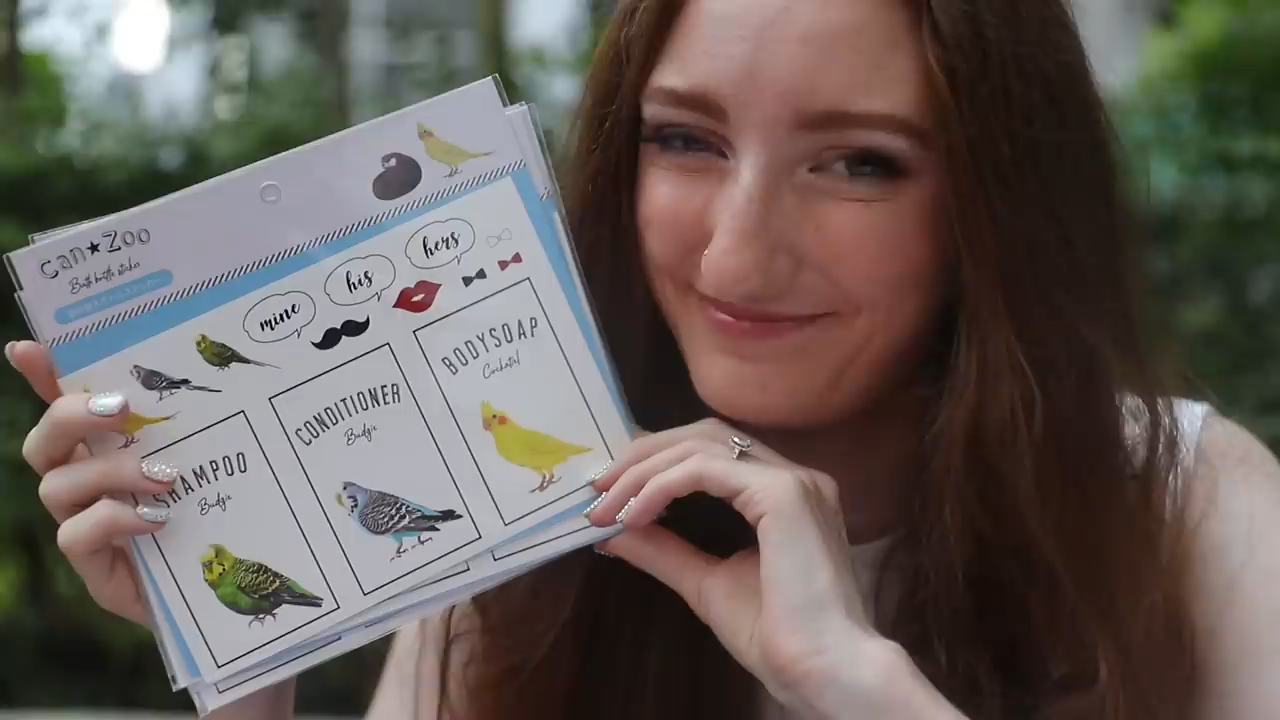 can★Zoo
Bath bottle sticker
mine
his
hers
SHAMPOO
Budgie
CONDITIONER
Budgie
BODYSOAP
Cockatiel